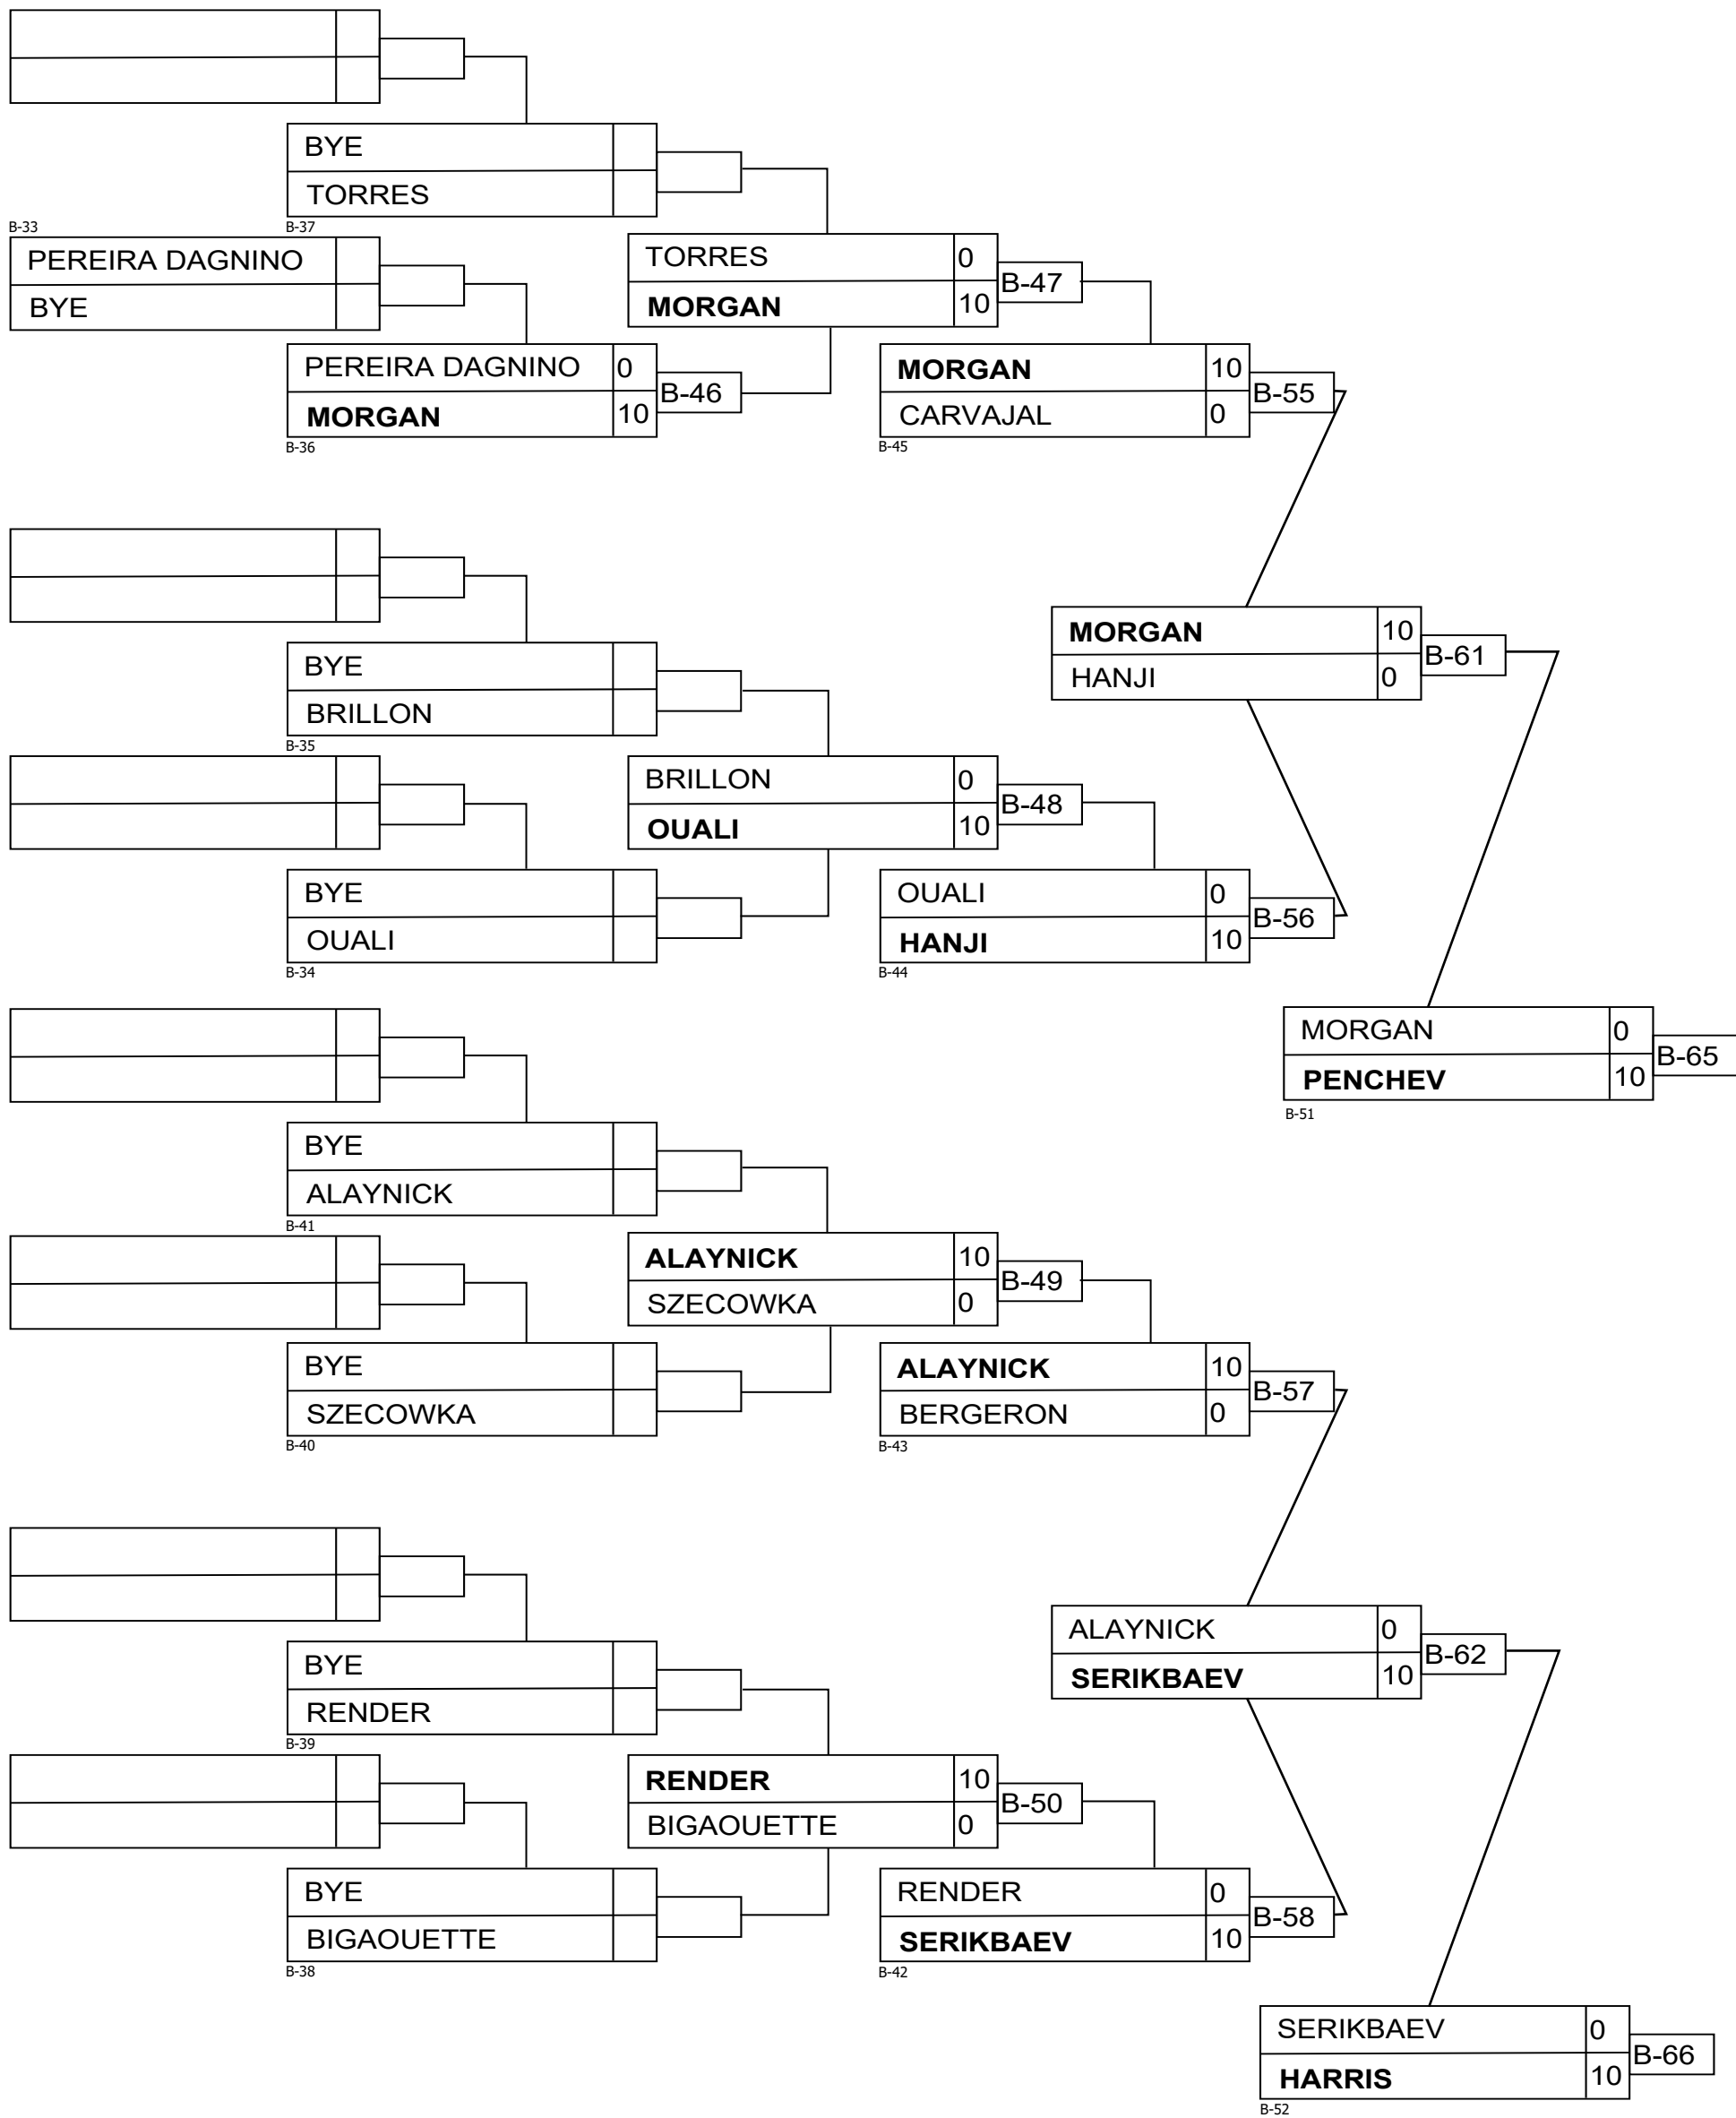 BYE
TORRES
B-33
B-37
PEREIRA DAGNINO
BYE
TORRES 0
MORGAN 10
B-47
PEREIRA DAGNINO 0
MORGAN 10
B-46
B-36
MORGAN 10
CARVAJAL 0
B-55
B-45
BYE
BRILLON
B-35
MORGAN 10
HANJI 0
B-61
BRILLON 0
OUALI 10
B-48
BYE
OUALI
B-34
OUALI 0
HANJI 10
B-56
B-44
MORGAN 0
PENCHEV 10
B-65
B-51
BYE
ALAYNICK
B-41
ALAYNICK 10
SZECOWKA 0
B-49
BYE
SZECOWKA
B-40
ALAYNICK 10
BERGERON 0
B-57
B-43
BYE
RENDER
B-39
ALAYNICK 0
SERIKBAEV 10
B-62
RENDER 10
BIGAOUETTE 0
B-50
BYE
BIGAOUETTE
B-38
RENDER 0
SERIKBAEV 10
B-58
B-42
SERIKBAEV 0
HARRIS 10
B-66
B-52